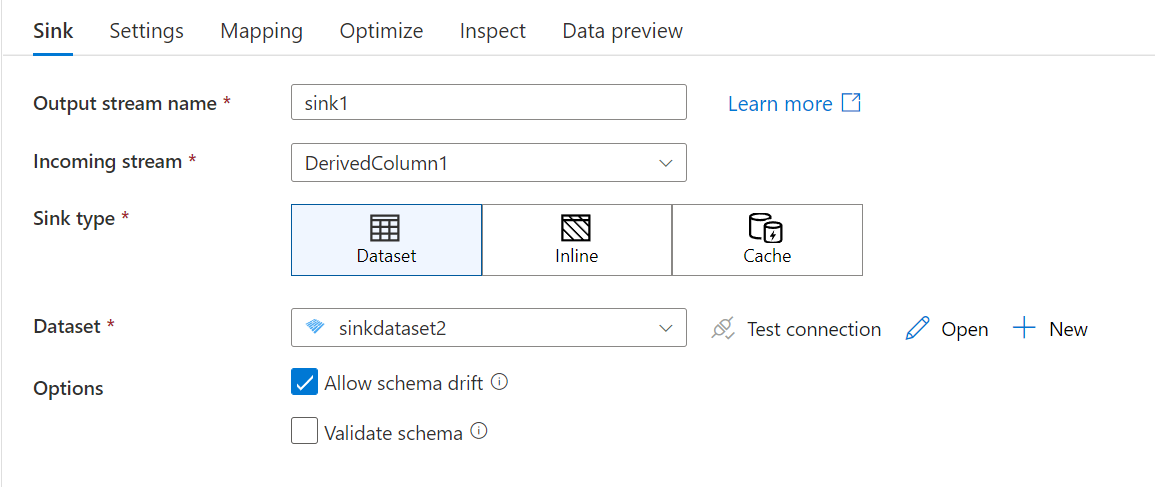 Sink Settings Mapping Optimize Inspect Data preview
Output stream name * sink1 Learn more
Incoming stream * DerivedColumn1
Sink type *
Dataset Inline Cache
Dataset * sinkdataset2 Test connection Open New
Options Allow schema drift
Validate schema